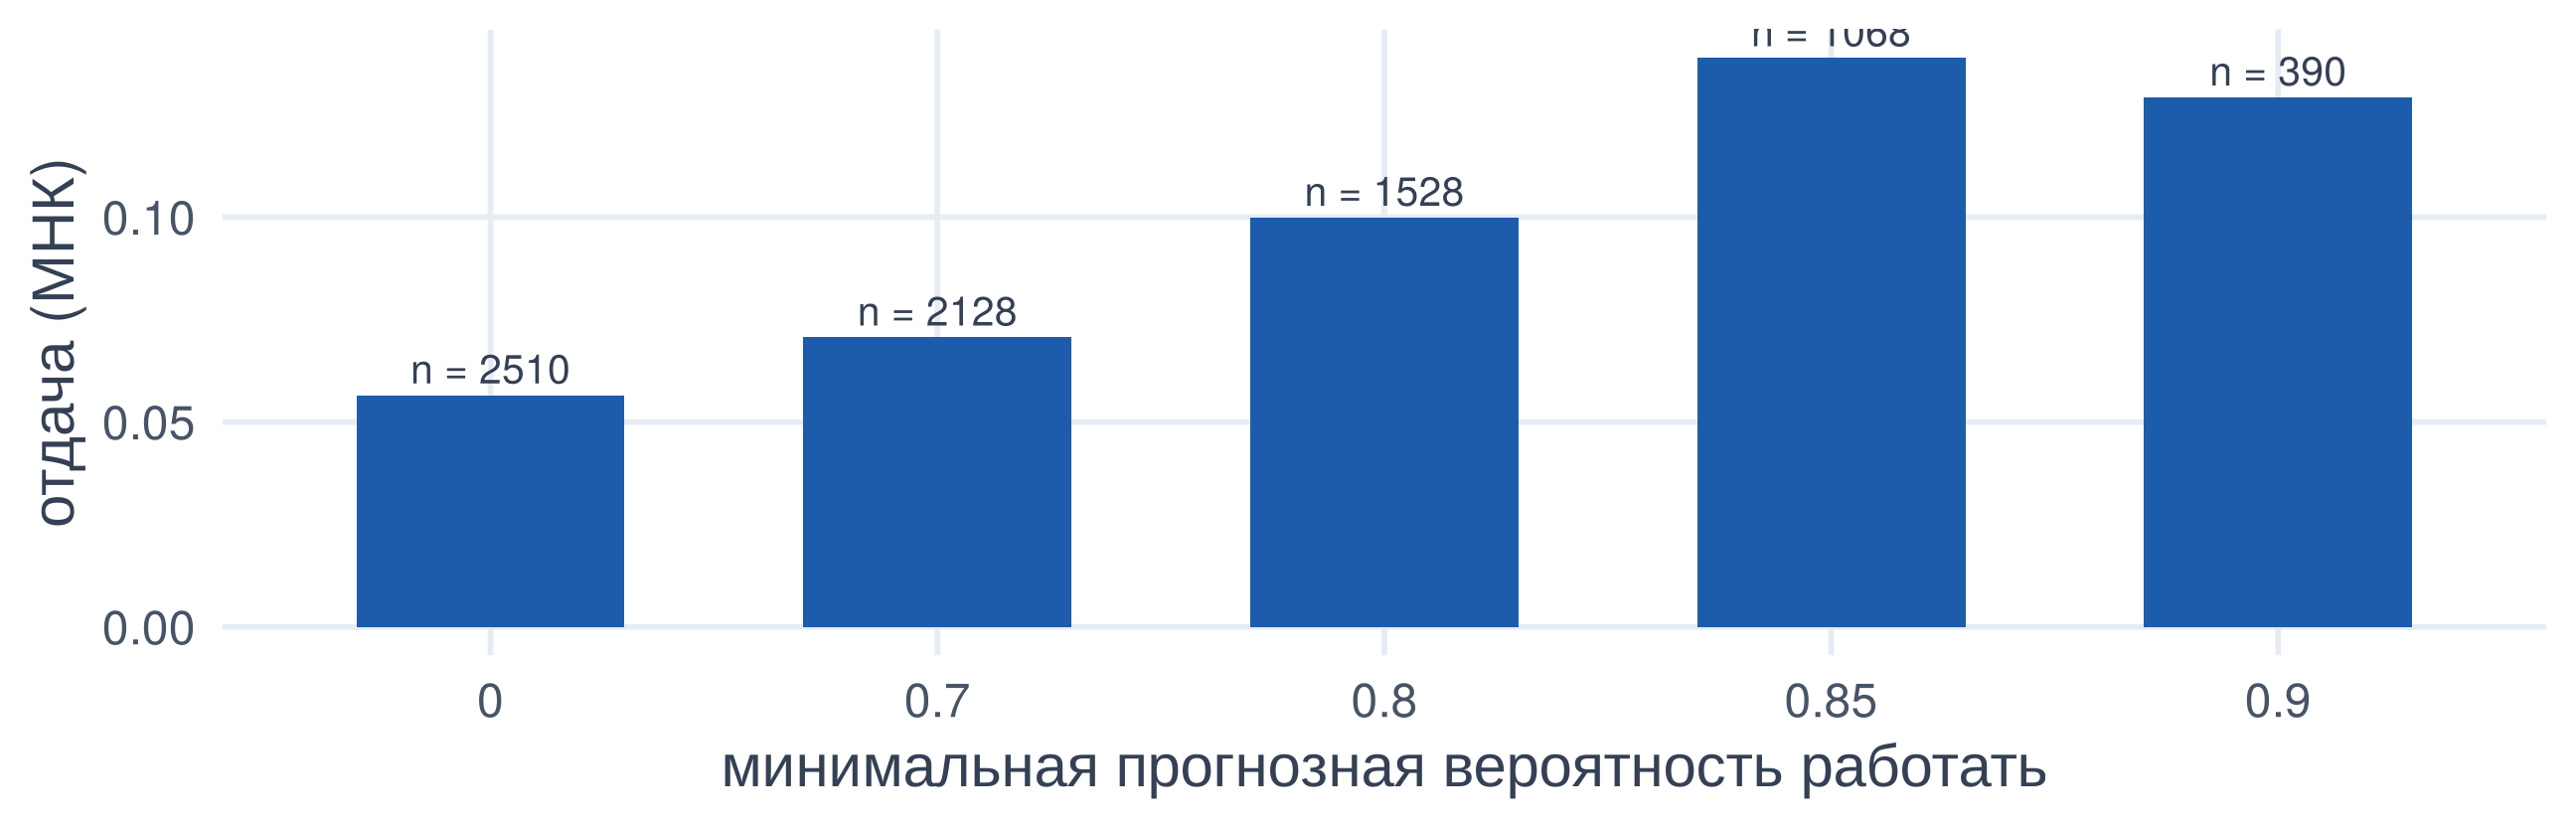 отдача (МНК)
0.10
0.05
0.00
n = 2510
n = 2128
n = 1528
n = 1068
n = 390
0
0.7
0.8
0.85
0.9
минимальная прогнозная вероятность работать